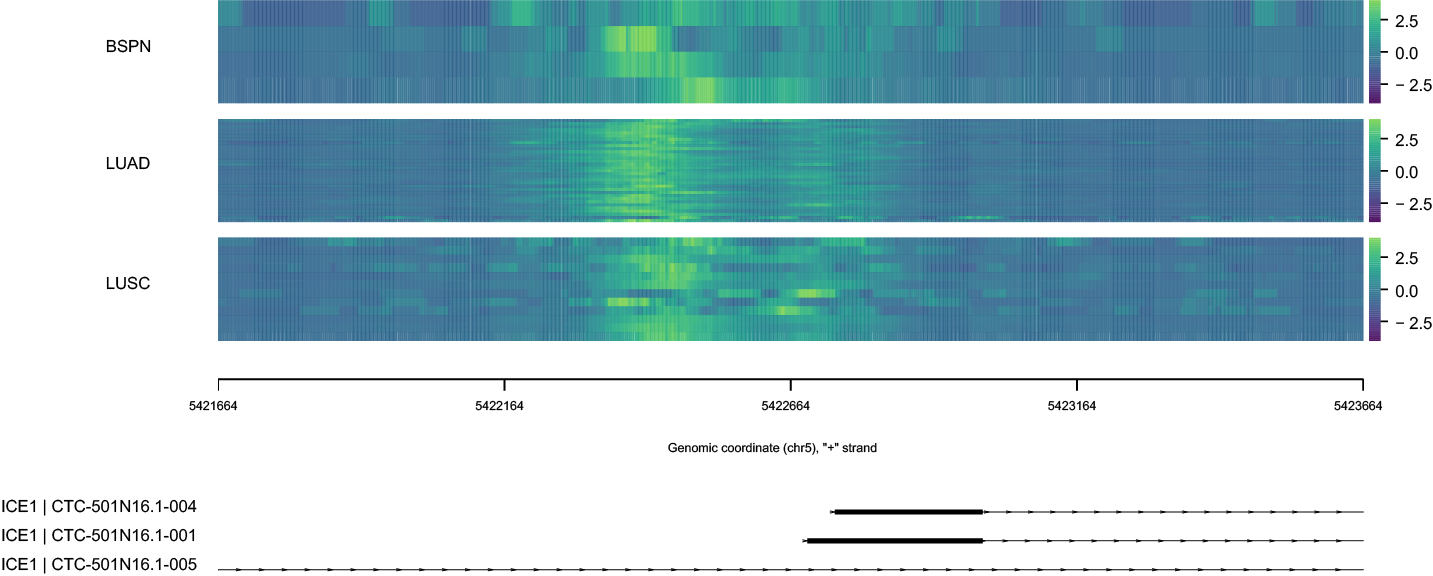 2.5
BSPN
0.0
− 2.5
2.5
LUAD
0.0
− 2.5
2.5
LUSC
0.0
− 2.5
5421664 5422164 5422664 5423164 5423664
Genomic coordinate (chr5), "+" strand
ICE1 | CTC-501N16.1-004
ICE1 | CTC-501N16.1-001
ICE1 | CTC-501N16.1-005